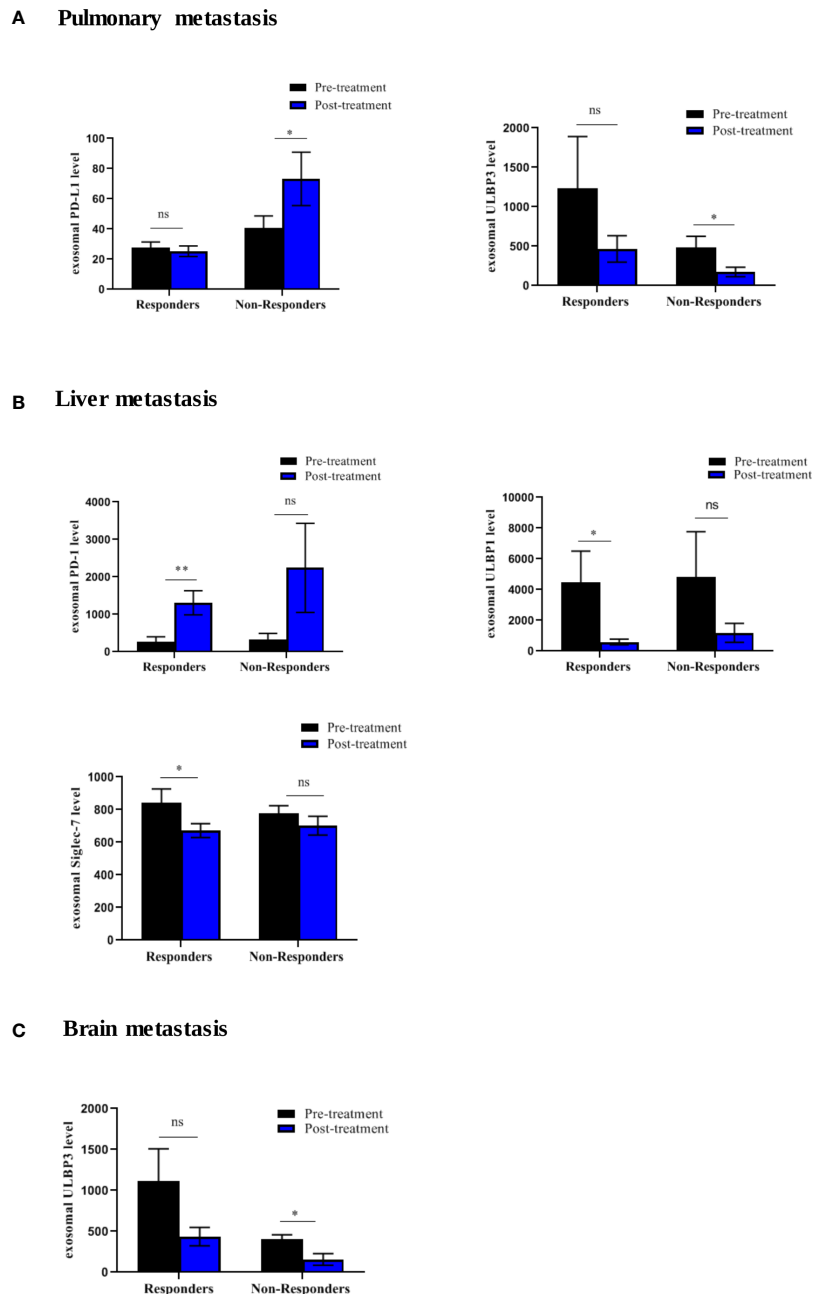 A Pulmonary metastasis
Pre-treatment
Post-treatment
exosomal PD-L1 level
100
80
60
40
20
0
ns
*
Responders Non-Responders
Pre-treatment
Post-treatment
exosomal ULBP3 level
2000
1500
1000
500
0
ns
*
Responders Non-Responders
B Liver metastasis
Pre-treatment
Post-treatment
exosomal PD-1 level
4000
3000
2000
1000
0
**
ns
Responders Non-Responders
Pre-treatment
Post-treatment
exosomal ULBP1 level
10000
8000
6000
4000
2000
0
*
ns
Responders Non-Responders
Pre-treatment
Post-treatment
exosomal Siglec-7 level
1000
800
600
400
200
0
*
ns
Responders Non-Responders
C Brain metastasis
Pre-treatment
Post-treatment
exosomal ULBP3 level
2000
1500
1000
500
0
ns
*
Responders Non-Responders